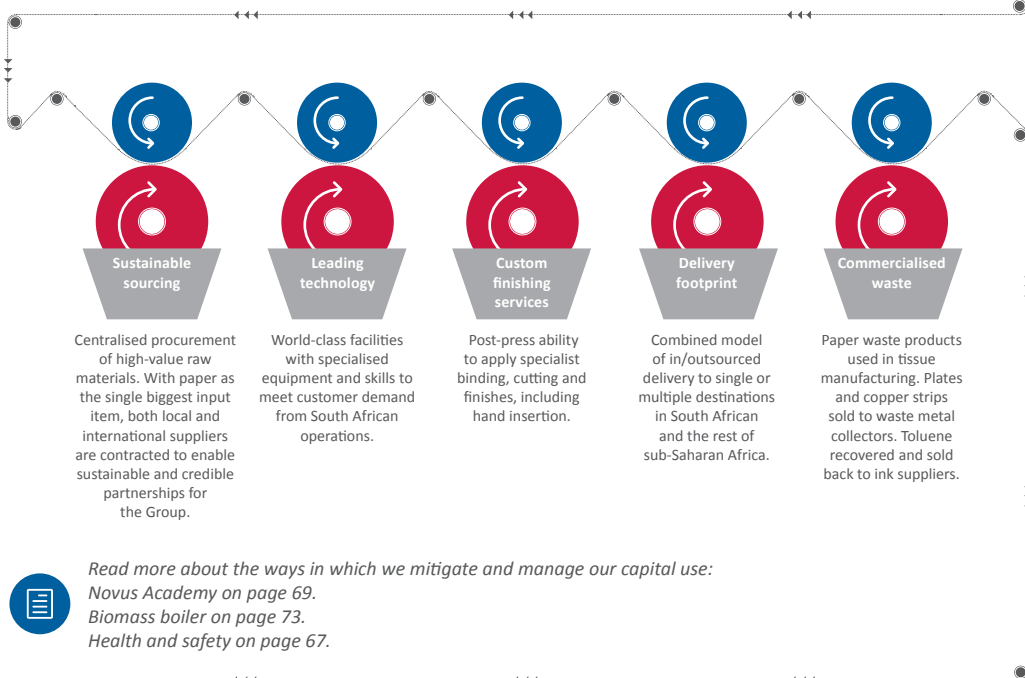 Sustainable
sourcing
Centralised procurement
of high-value raw
materials. With paper as
the single biggest input
item, both local and
international suppliers
are contracted to enable
sustainable and credible
partnerships for
the Group.
Leading
technology
World-class facilities
with specialised
equipment and skills to
meet customer demand
from South African
operations.
Custom
finishing
services
Post-press ability
to apply specialist
binding, cutting and
finishes, including
hand insertion.
Delivery
footprint
Combined model
of in/outsourced
delivery to single or
multiple destinations
in South African
and the rest of
sub-Saharan Africa.
Commercialised
waste
Paper waste products
used in tissue
manufacturing. Plates
and copper strips
sold to waste metal
collectors. Toluene
recovered and sold
back to ink suppliers.
Read more about the ways in which we mitigate and manage our capital use:
Novus Academy on page 69.
Biomass boiler on page 73.
Health and safety on page 67.